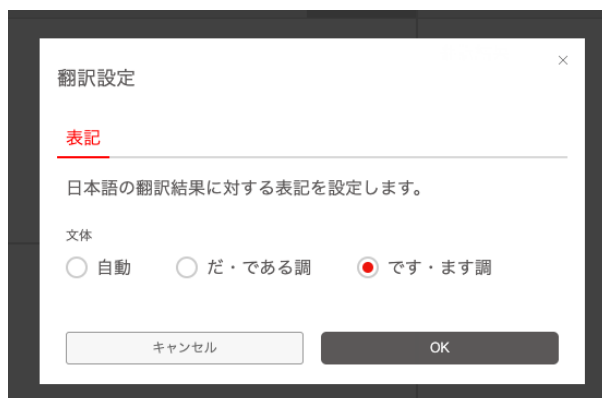 翻訳設定
×
表記
日本語の翻訳結果に対する表記を設定します。
文体
自動 だ・である調 です・ます調
キャンセル OK